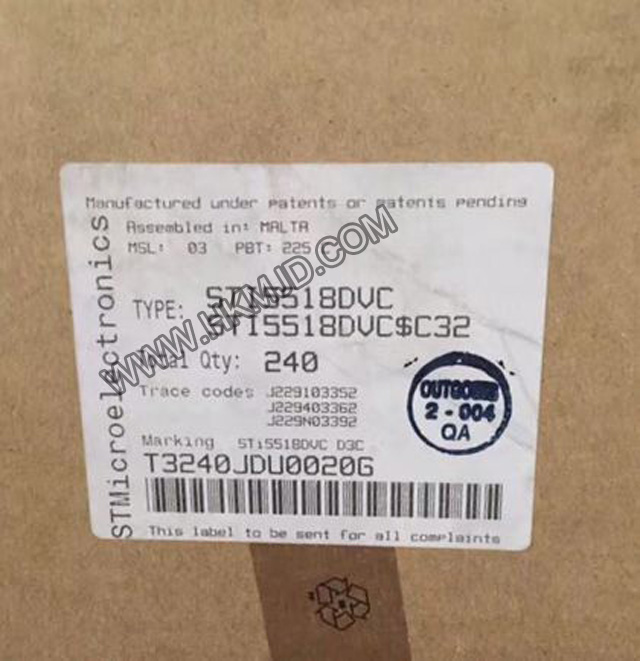 Manufactured under patents or patents pending
Assembled in: MALTA
MSL: 03 PBT: 225 C
TYPE: STI5518DVC
STI5518DVC$C32
Total Qty: 240
Trace codes J229103352
J229403362
J229N03392
Marking STi5518DVC D3C
T3240JDU0020G
This label to be sent for all complaints
STMicroelectronics
OUTGOING
2-004
QA
WWW.HKMJD.COM